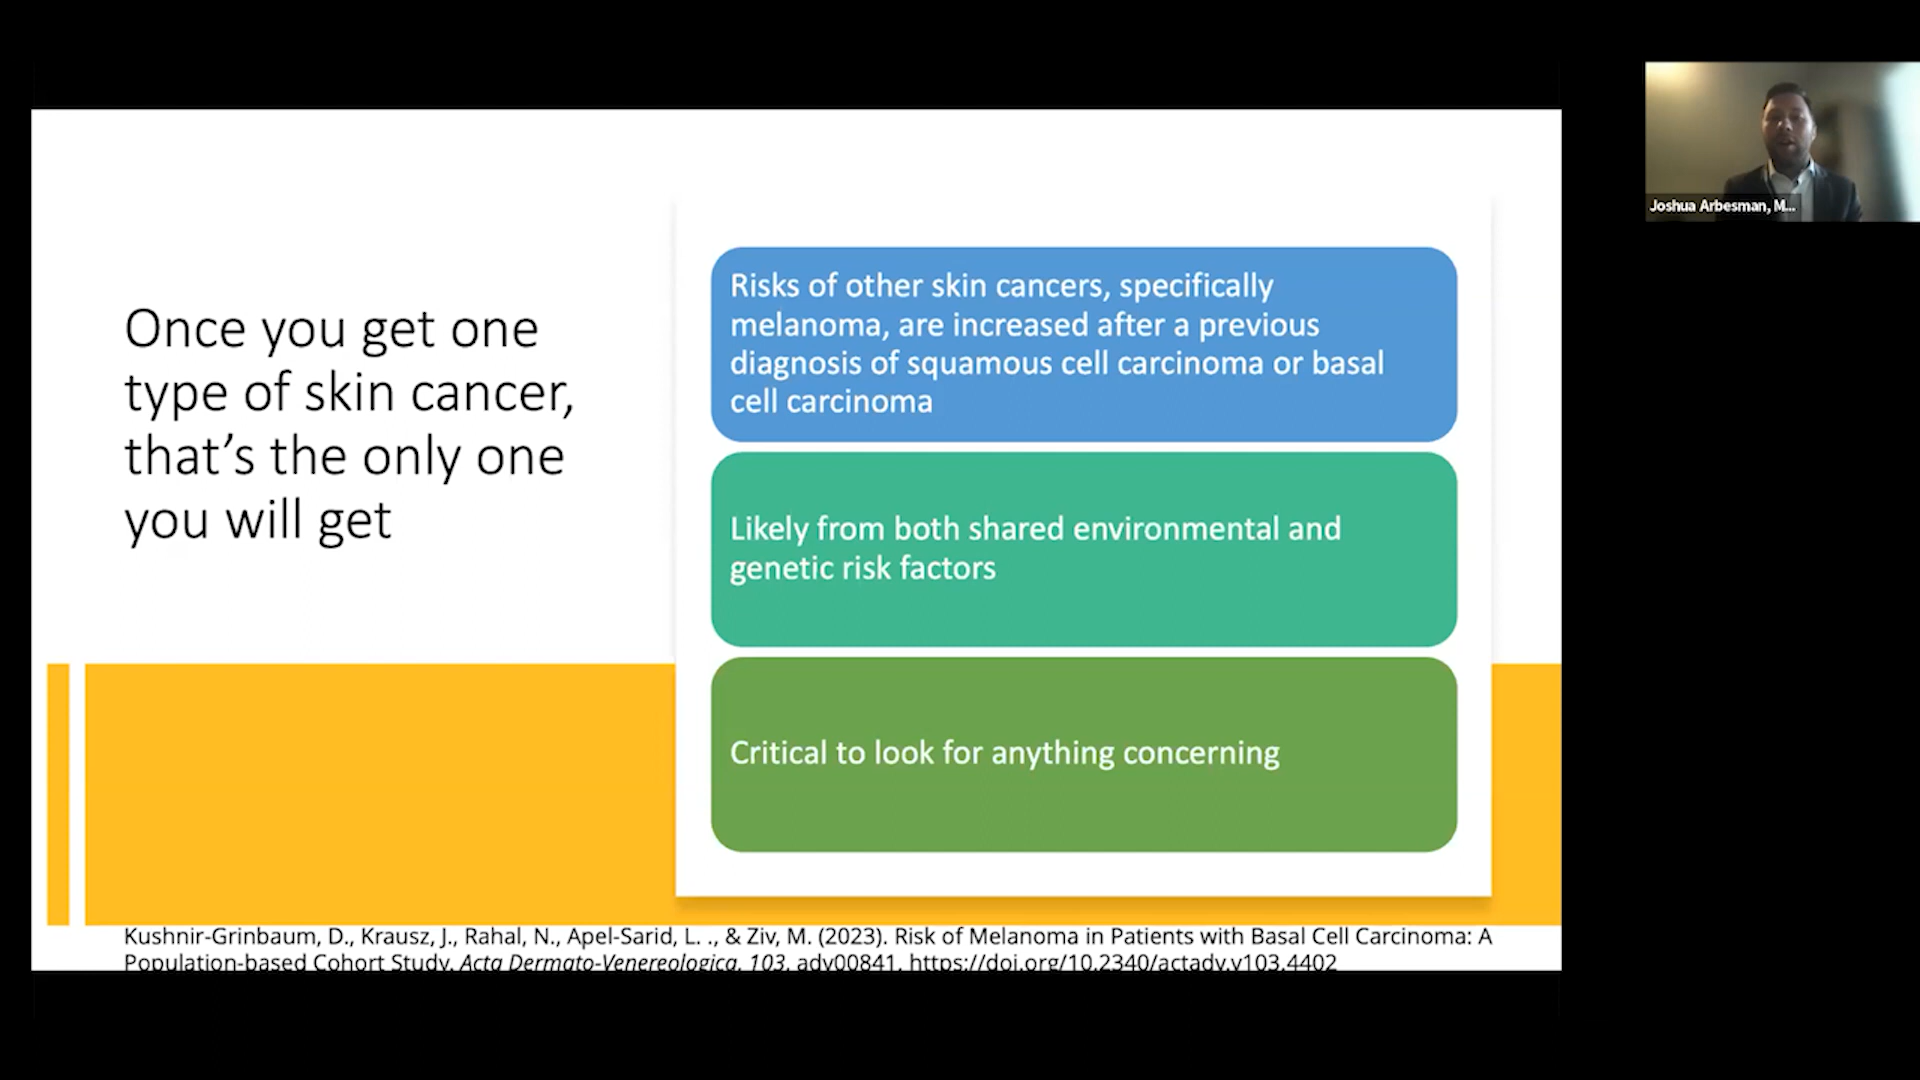 Once you get one
type of skin cancer,
that's the only one
you will get
Risks of other skin cancers, specifically
melanoma, are increased after a previous
diagnosis of squamous cell carcinoma or basal
cell carcinoma
Likely from both shared environmental and
genetic risk factors
Critical to look for anything concerning
Kushnir-Grinbaum, D., Krausz, J., Rahal, N., Apel-Sarid, L. ., & Ziv, M. (2023). Risk of Melanoma in Patients with Basal Cell Carcinoma: A
Population-based Cohort Study. Acta Dermato-Venereologica, 103, adv00841. https://doi.org/10.2340/actadv.v103.4402
Joshua Arbesman, M...